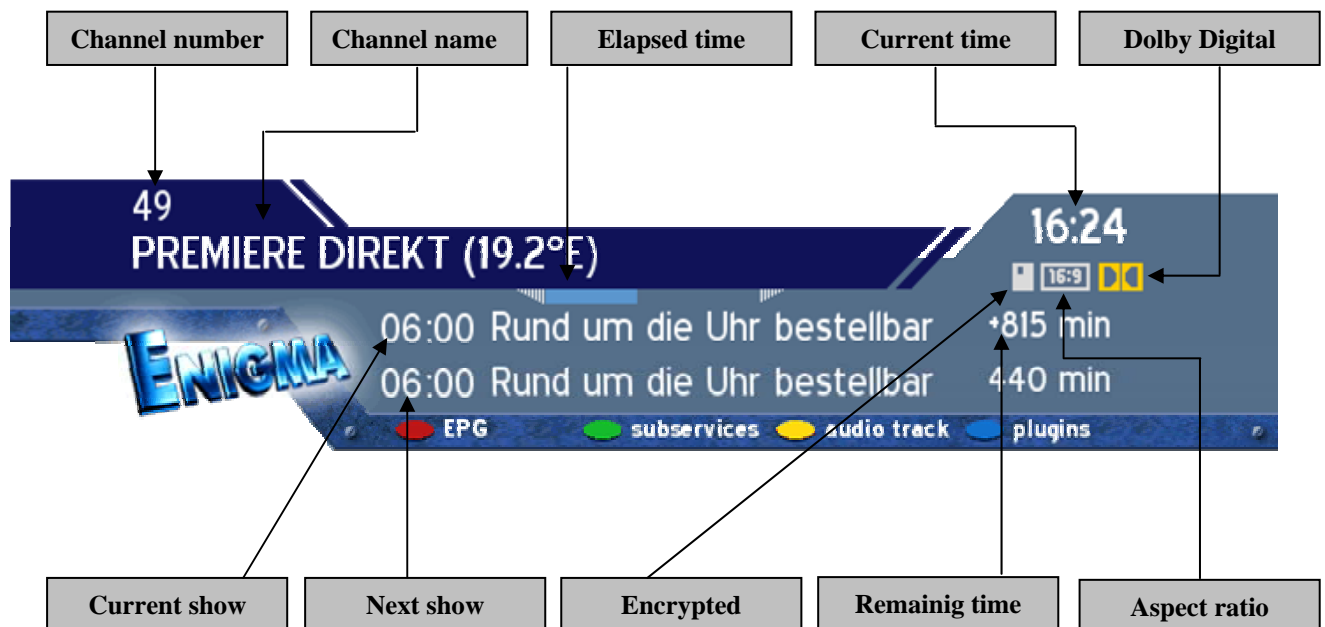 Channel number
Channel name
Elapsed time
Current time
Dolby Digital
49
16:24
PREMIERE DIREKT (19.2°E)
16:9
06:00 Rund um die Uhr bestellbar +815 min
ENIGMA
06:00 Rund um die Uhr bestellbar 440 min
EPG subservices audio track plugins
Current show
Next show
Encrypted
Remainig time
Aspect ratio